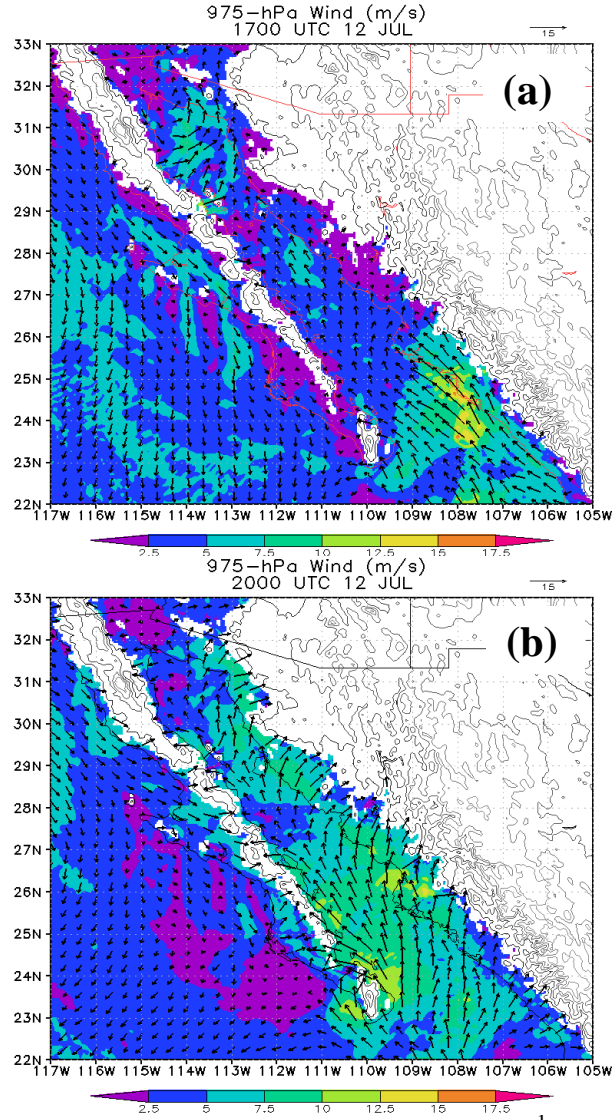 975-hPa Wind (m/s)
1700 UTC 12 JUL
15
(a)
33N
32N
31N
30N
29N
28N
27N
26N
25N
24N
23N
22N
117W 116W 115W 114W 113W 112W 111W 110W 109W 108W 107W 106W 105W
2.5 5 7.5 10 12.5 15 17.5
975-hPa Wind (m/s)
2000 UTC 12 JUL
15
(b)
33N
32N
31N
30N
29N
28N
27N
26N
25N
24N
23N
22N
117W 116W 115W 114W 113W 112W 111W 110W 109W 108W 107W 106W 105W
2.5 5 7.5 10 12.5 15 17.5